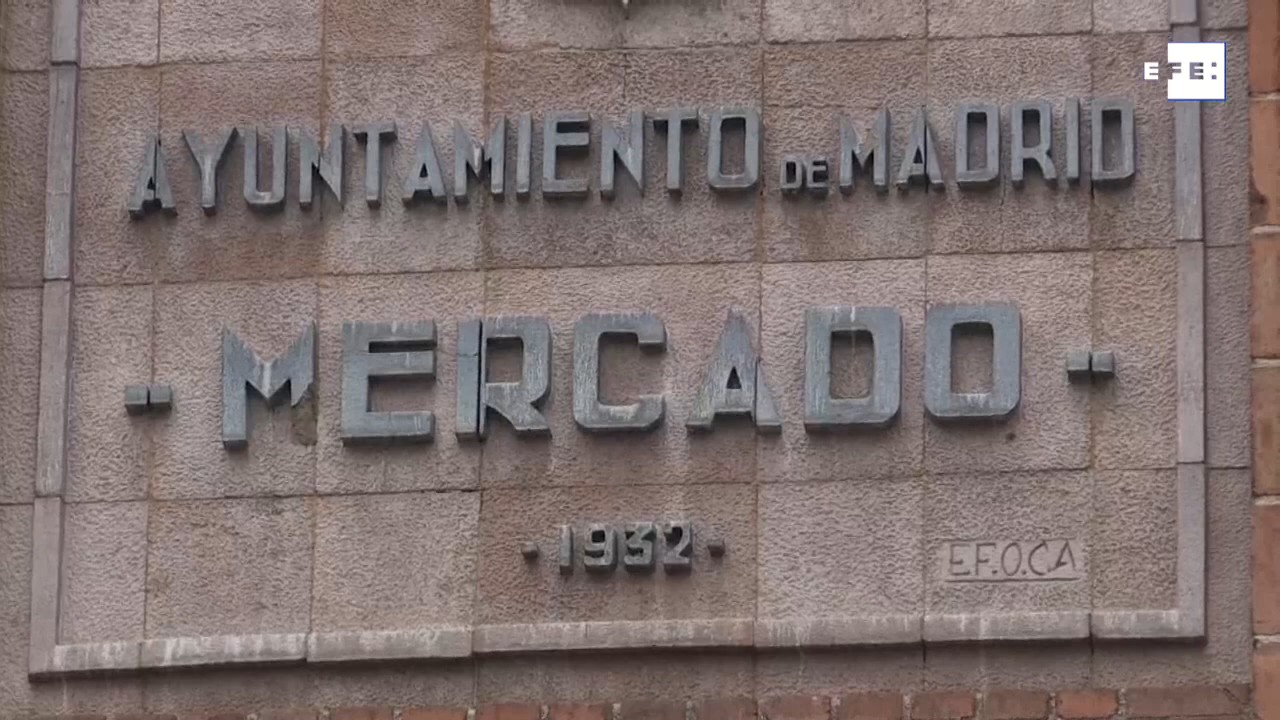 EFE:
AYUNTAMIENTO DE MADRID
- MERCADO -
- 1932 -
E.F.O.C.A